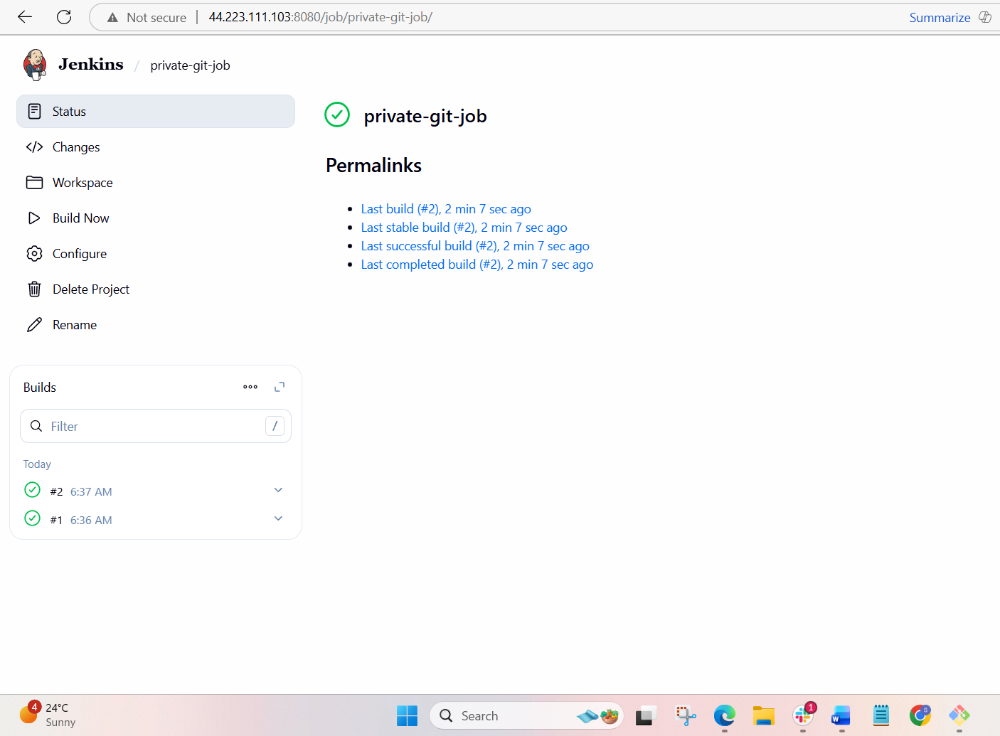 Not secure 44.223.111.103:8080/job/private-git-job/ Summarize
Jenkins / private-git-job
Status
Changes
Workspace
Build Now
Configure
Delete Project
Rename
private-git-job
Permalinks
Last build (#2), 2 min 7 sec ago
Last stable build (#2), 2 min 7 sec ago
Last successful build (#2), 2 min 7 sec ago
Last completed build (#2), 2 min 7 sec ago
Builds
Filter /
Today
#2 6:37 AM
#1 6:36 AM
4 24°C
Sunny
Search
1
W
S